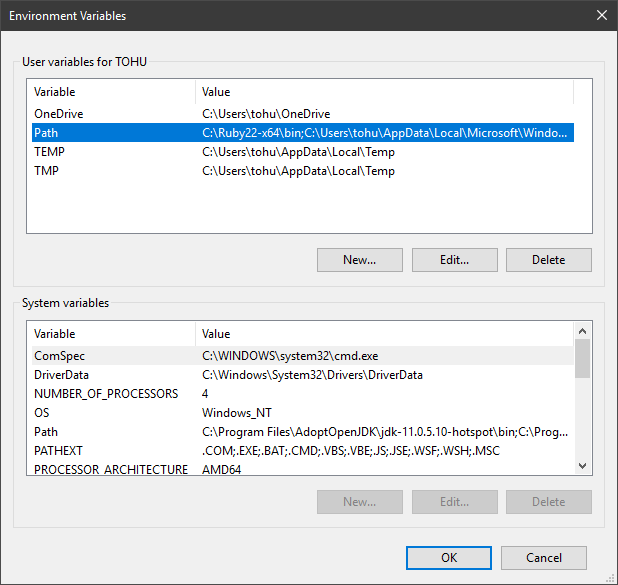 Environment Variables
User variables for TOHU
Variable Value
OneDrive C:\Users\tohu\OneDrive
Path C:\Ruby22-x64\bin;C:\Users\tohu\AppData\Local\Microsoft\Windo...
TEMP C:\Users\tohu\AppData\Local\Temp
TMP C:\Users\tohu\AppData\Local\Temp
New... Edit... Delete
System variables
Variable Value
ComSpec C:\WINDOWS\system32\cmd.exe
DriverData C:\Windows\System32\Drivers\DriverData
NUMBER_OF_PROCESSORS 4
OS Windows_NT
Path C:\Program Files\AdoptOpenJDK\jdk-11.0.5.10-hotspot\bin;C:\Prog...
PATHEXT .COM;.EXE;.BAT;.CMD;.VBS;.VBE;.JS;.JSE;.WSF;.WSH;.MSC
PROCESSOR_ARCHITECTURE AMD64
New... Edit... Delete
OK Cancel